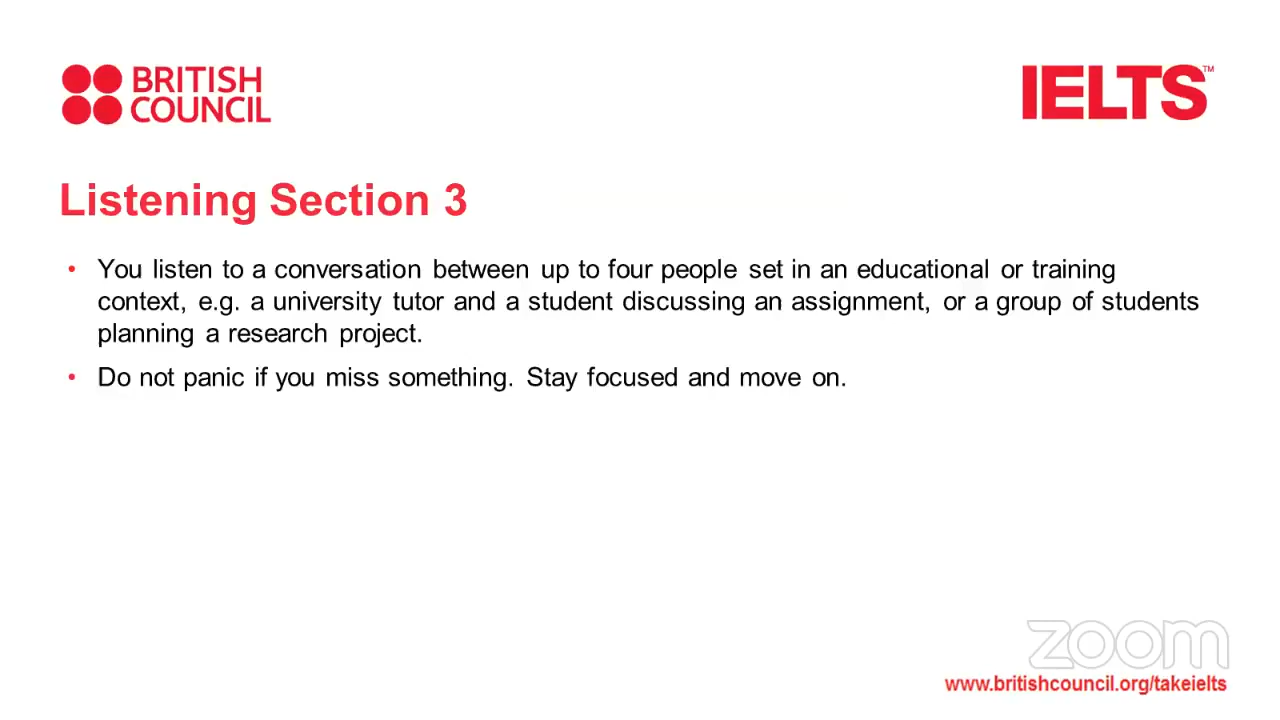 BRITISH
COUNCIL
IELTS™
Listening Section 3
• You listen to a conversation between up to four people set in an educational or training
context, e.g. a university tutor and a student discussing an assignment, or a group of students
planning a research project.
• Do not panic if you miss something. Stay focused and move on.
zoom
www.britishcouncil.org/takeielts